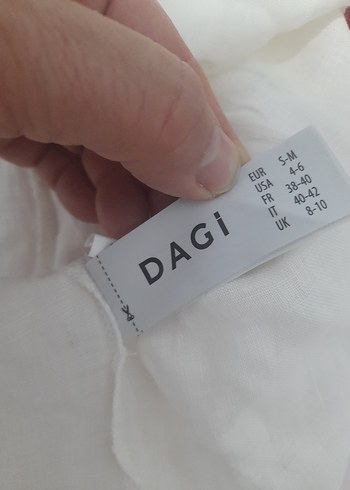 DAGi
EUR S-M
USA 4-6
FR 38-40
IT 40-42
UK 8-10